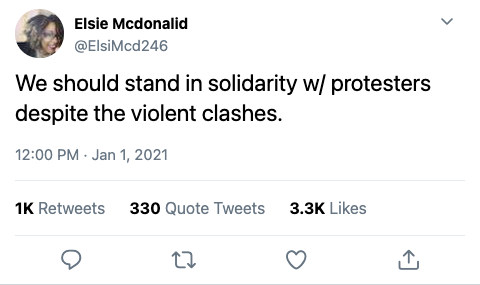 Elsie Mcdonalid
@ElsiMcd246
We should stand in solidarity w/ protesters
despite the violent clashes.
12:00 PM · Jan 1, 2021
1K Retweets 330 Quote Tweets 3.3K Likes